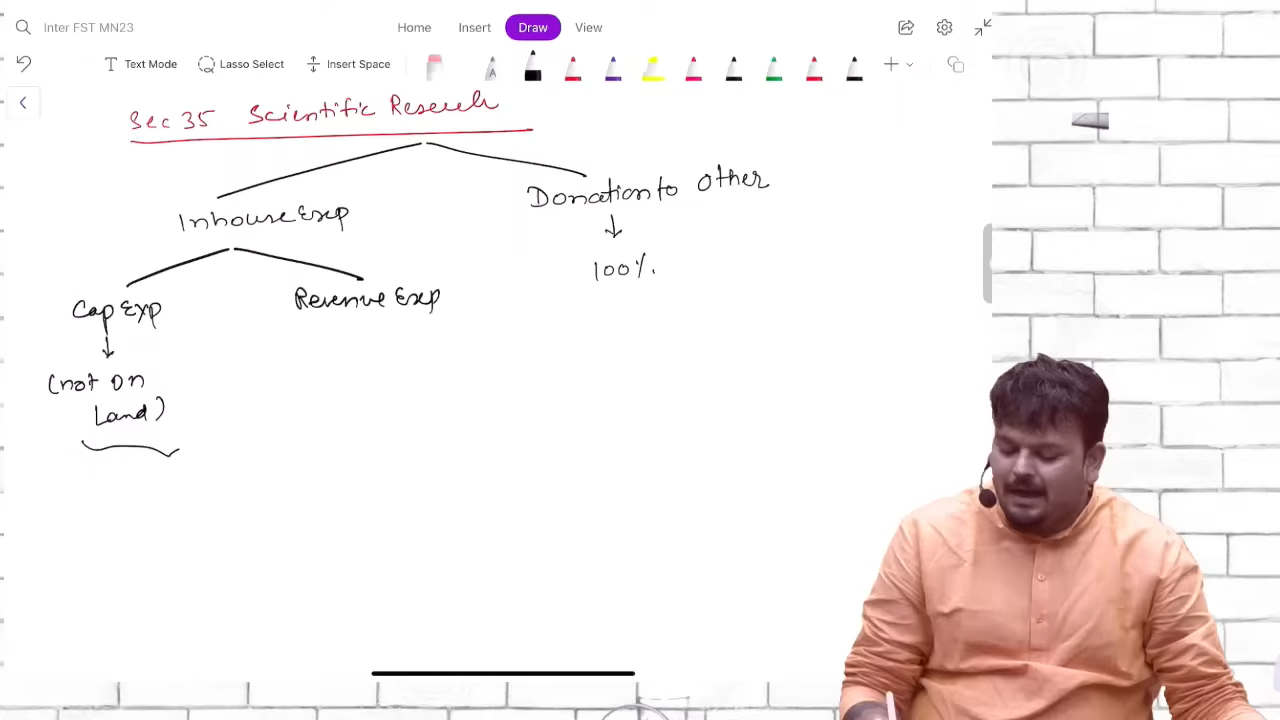 Inter FST MN23
Home Insert Draw View
Text Mode Lasso Select Insert Space
Sec 35 Scientific Reserch
Donation to Other
Inhouse Exp
100%.
Cap Exp
Revenue Exp
(not on
Land)